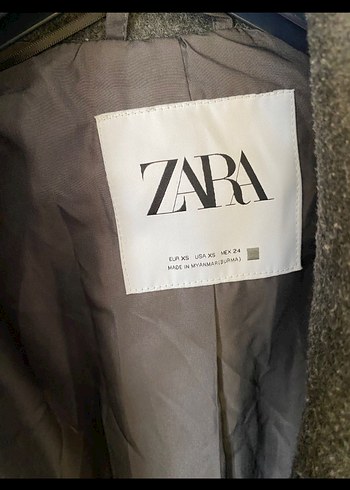 ZARA
EUR XS USA XS MEX 24
MADE IN MYANMAR(BURMA)